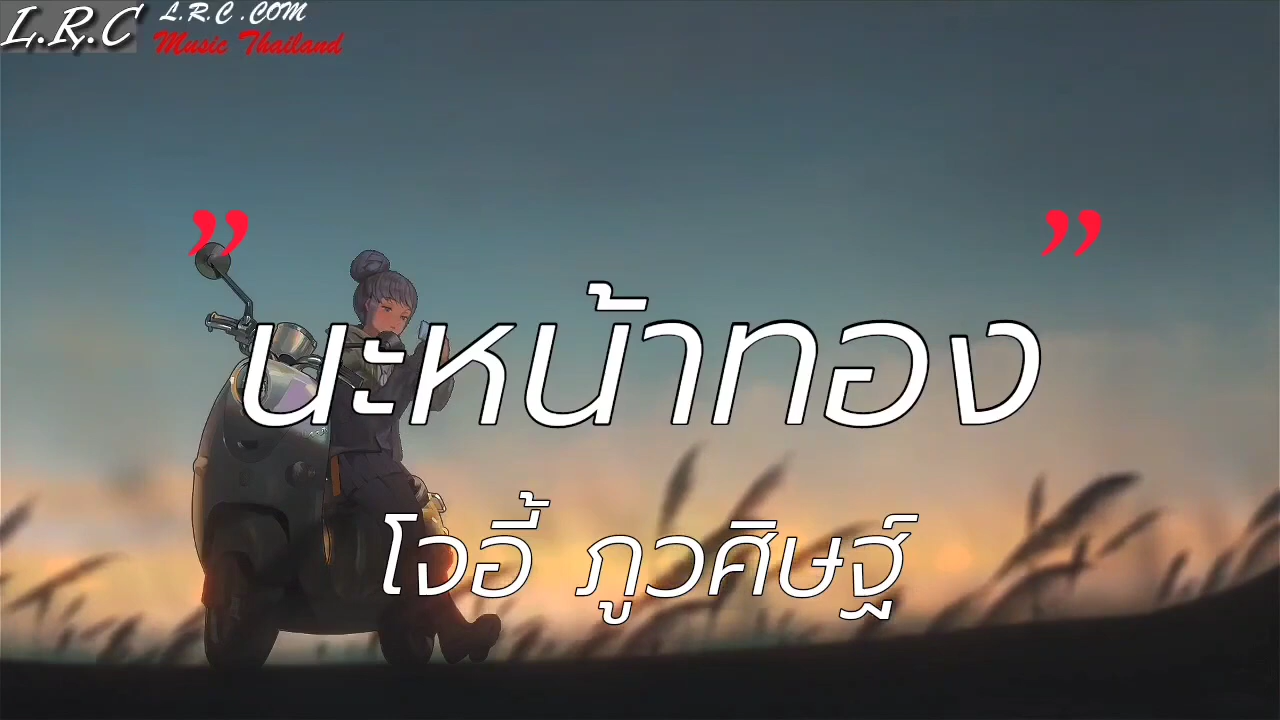 L.R.C
L.R.C .COM
Music Thailand
” ”
นะหน้าทอง
โจอี้ ภูวศิษฐ์